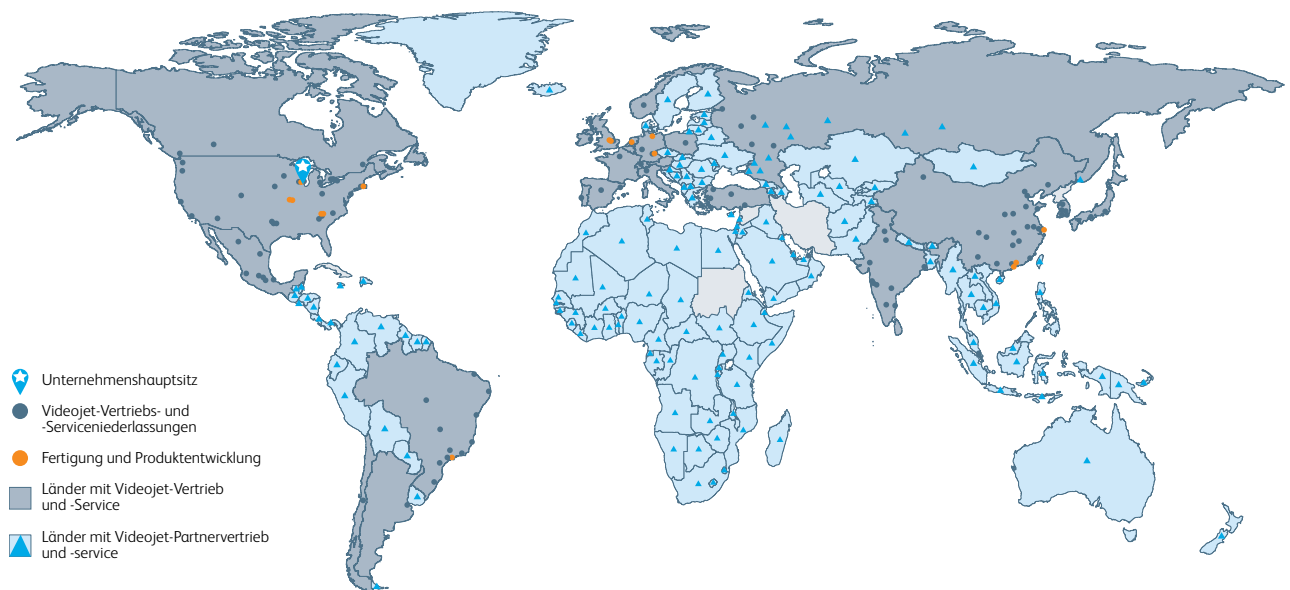 Unternehmenshauptsitz
Videojet-Vertriebs- und
-Serviceniederlassungen
Fertigung und Produktentwicklung
Länder mit Videojet-Vertrieb
und -Service
Länder mit Videojet-Partnervertrieb
und -service